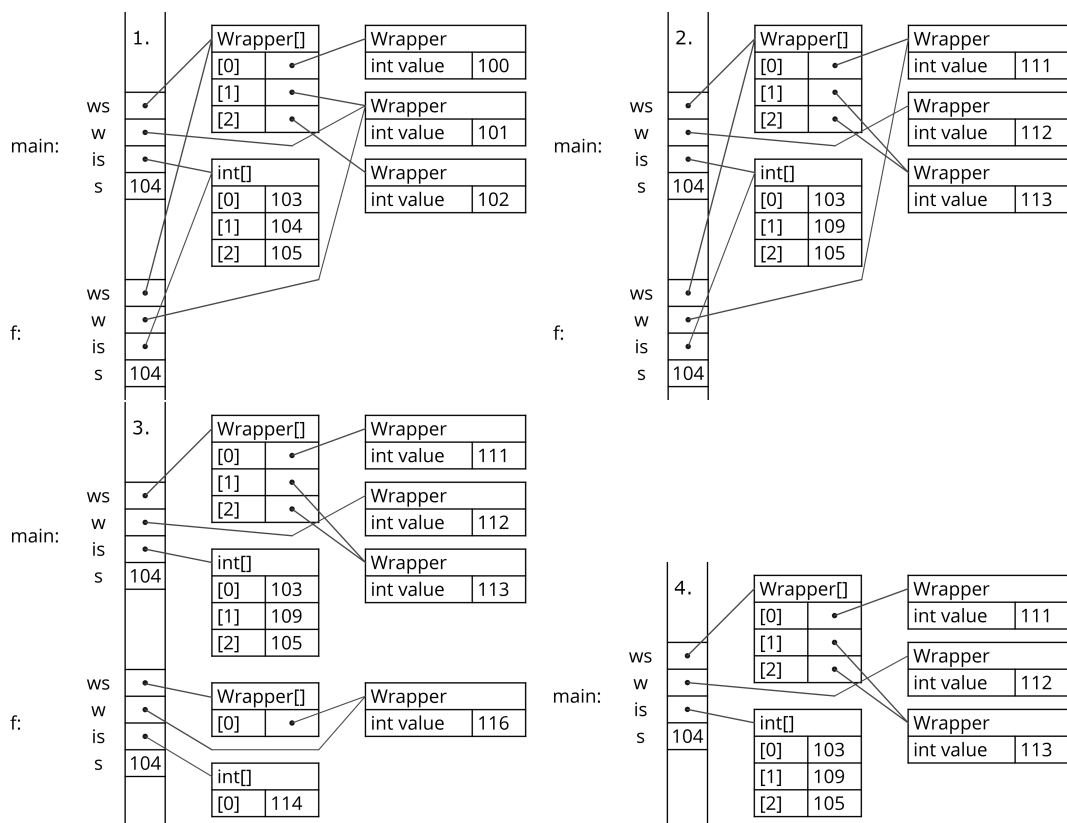 1.
Wrapper[]
[0]
[1]
[2]
Wrapper
int value 100
Wrapper
int value 101
Wrapper
int value 102
int[]
[0] 103
[1] 104
[2] 105
main:
ws
w
is
s 104
f:
ws
w
is
s 104
2.
Wrapper[]
[0]
[1]
[2]
Wrapper
int value 111
Wrapper
int value 112
Wrapper
int value 113
int[]
[0] 103
[1] 109
[2] 105
main:
ws
w
is
s 104
f:
ws
w
is
s 104
3.
Wrapper[]
[0]
[1]
[2]
Wrapper
int value 111
Wrapper
int value 112
Wrapper
int value 113
int[]
[0] 103
[1] 109
[2] 105
main:
ws
w
is
s 104
f:
ws
w
is
s 104
Wrapper[]
[0]
Wrapper
int value 116
int[]
[0] 114
4.
Wrapper[]
[0]
[1]
[2]
Wrapper
int value 111
Wrapper
int value 112
Wrapper
int value 113
int[]
[0] 103
[1] 109
[2] 105
main:
ws
w
is
s 104